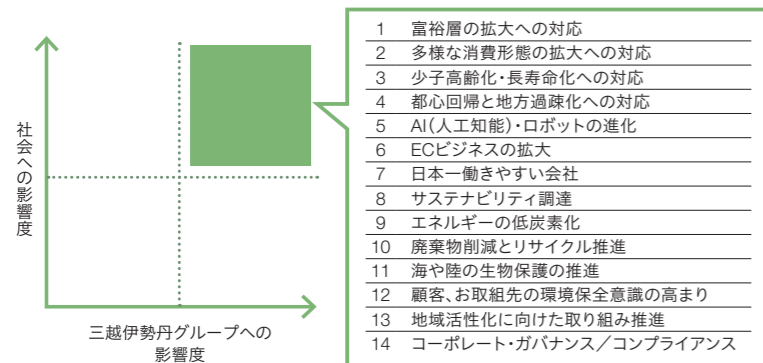 社会への影響度
三越伊勢丹グループへの
影響度
1 富裕層の拡大への対応
2 多様な消費形態の拡大への対応
3 少子高齢化・長寿命化への対応
4 都心回帰と地方過疎化への対応
5 AI（人工知能）・ロボットの進化
6 ECビジネスの拡大
7 日本一働きやすい会社
8 サステナビリティ調達
9 エネルギーの低炭素化
10 廃棄物削減とリサイクル推進
11 海や陸の生物保護の推進
12 顧客、お取組先の環境保全意識の高まり
13 地域活性化に向けた取り組み推進
14 コーポレート・ガバナンス／コンプライアンス